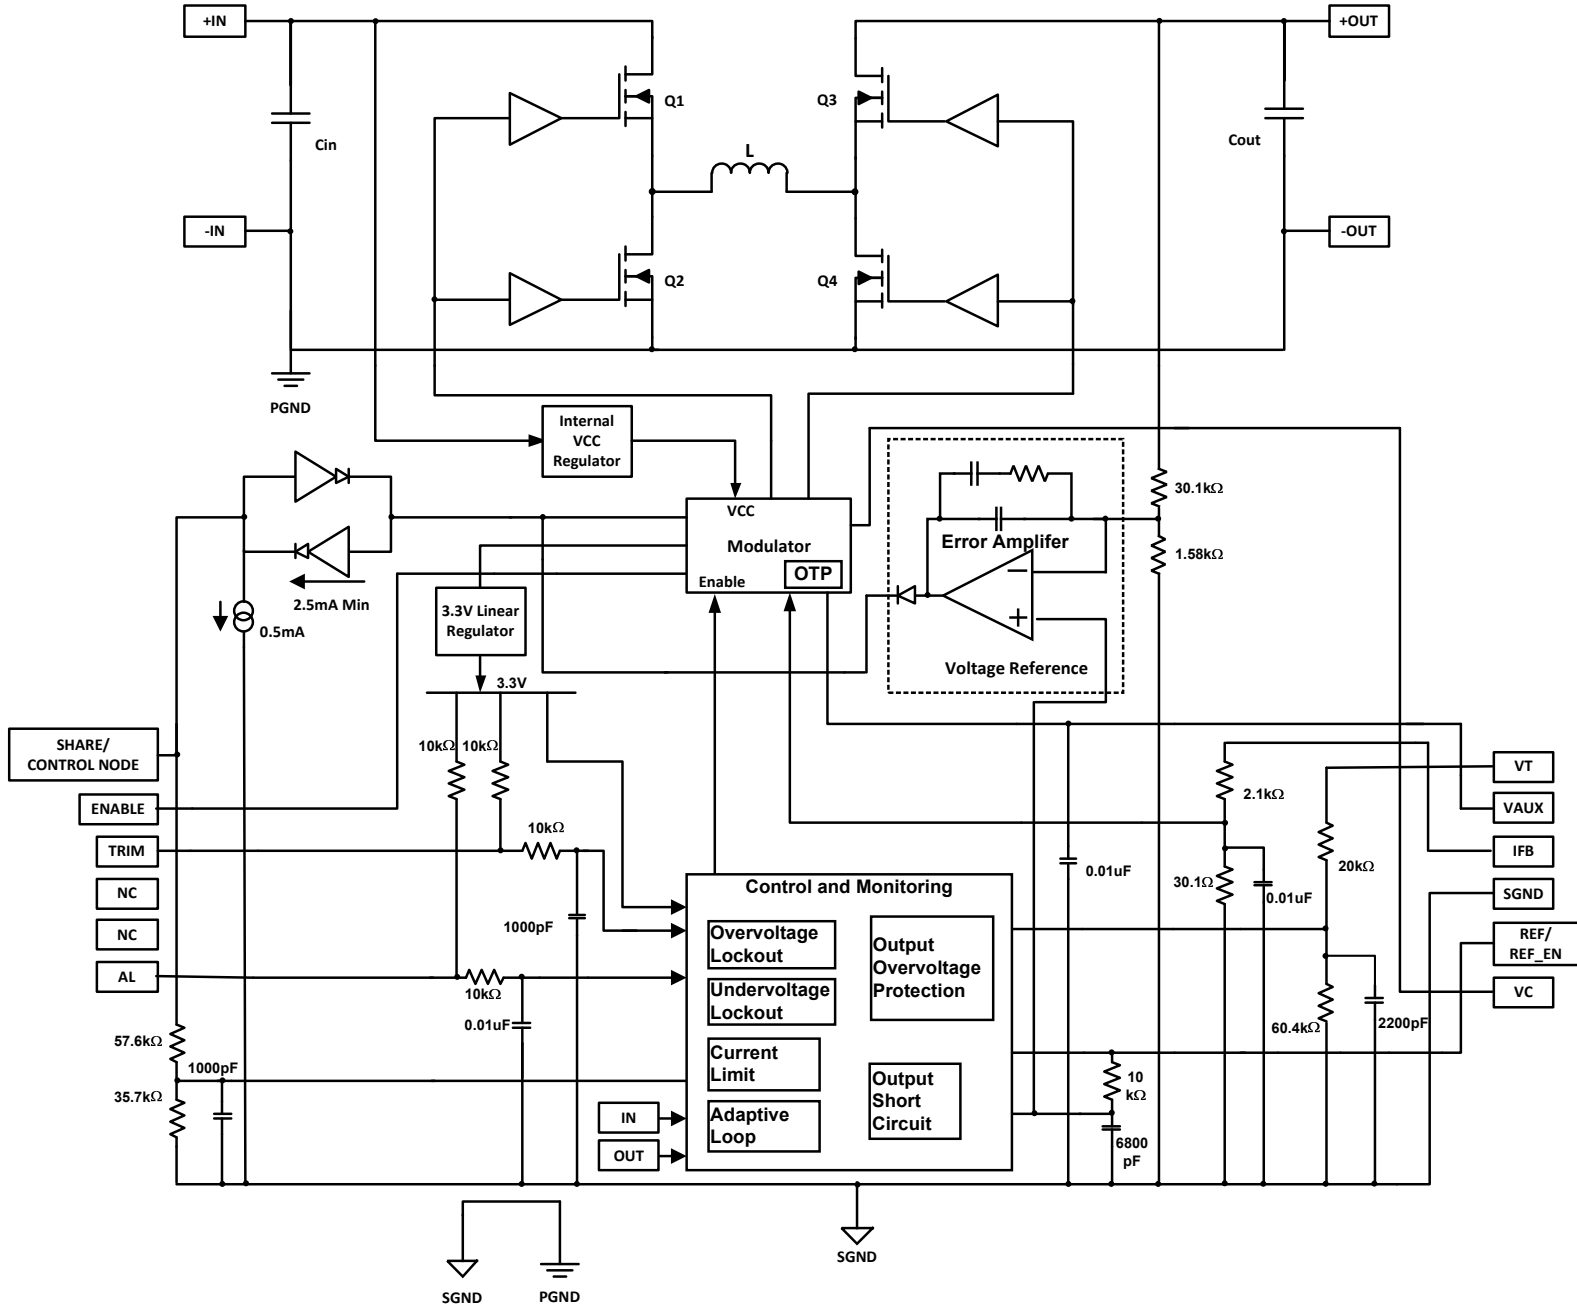 +IN
+OUT
Q1
Q3
Cin
L
Cout
-IN
-OUT
Q2
Q4
PGND
Internal
VCC
Regulator
VCC
Modulator
Enable
OTP
30.1kΩ
1.58kΩ
Error Amplifer
−
+
Voltage Reference
2.5mA Min
0.5mA
3.3V Linear
Regulator
3.3V
SHARE/
CONTROL NODE
10kΩ
10kΩ
ENABLE
TRIM
10kΩ
NC
NC
AL
10kΩ
1000pF
0.01uF
57.6kΩ
1000pF
35.7kΩ
IN
OUT
Control and Monitoring
Overvoltage
Lockout
Undervoltage
Lockout
Current
Limit
Adaptive
Loop
Output
Overvoltage
Protection
Output
Short
Circuit
0.01uF
2.1kΩ
30.1Ω
0.01uF
20kΩ
60.4kΩ
2200pF
10
kΩ
6800
pF
VT
VAUX
IFB
SGND
REF/
REF_EN
VC
SGND
SGND
PGND